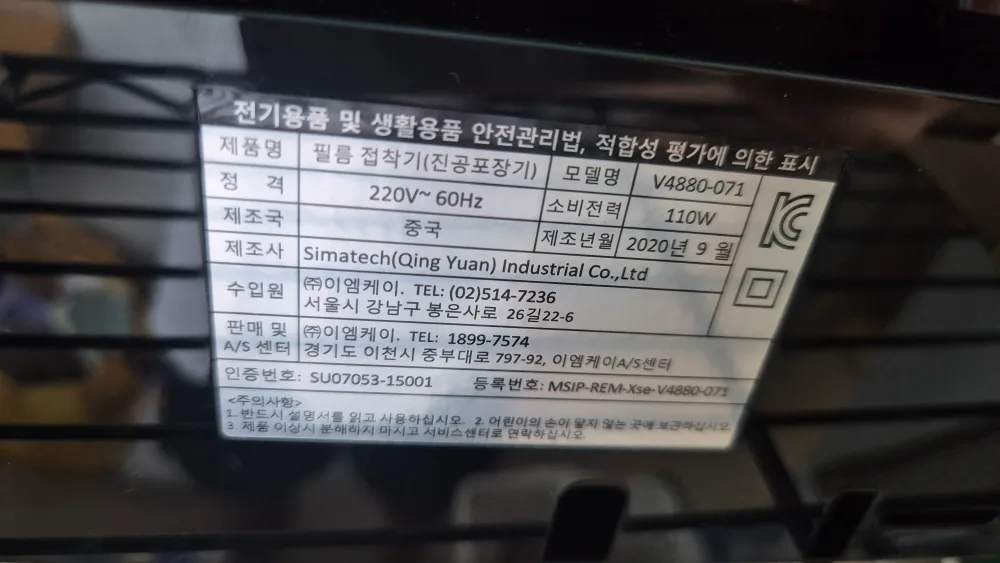 전기용품 및 생활용품 안전관리법, 적합성 평가에 의한 표시
제품명 필름 접착기(진공포장기) 모델명 V4880-071
정 격 220V~ 60Hz 소비전력 110W
제조국 중국 제조년월 2020년 9 월
제조사 Simatech(Qing Yuan) Industrial Co.,Ltd
수입원 ㈜이엠케이. TEL: (02)514-7236
서울시 강남구 봉은사로 26길22-6
판매 및 ㈜이엠케이. TEL: 1899-7574
A/S 센터 경기도 이천시 중부대로 797-92, 이엠케이A/S센터
인증번호: SU07053-15001 등록번호: MSIP-REM-Xse-V4880-071
<주의사항>
1. 반드시 설명서를 읽고 사용하십시오. 2. 어린이의 손이 닿지 않는 곳에 보관하십시오.
3. 제품 이상시 분해하지 마시고 서비스센터로 연락하십시오.